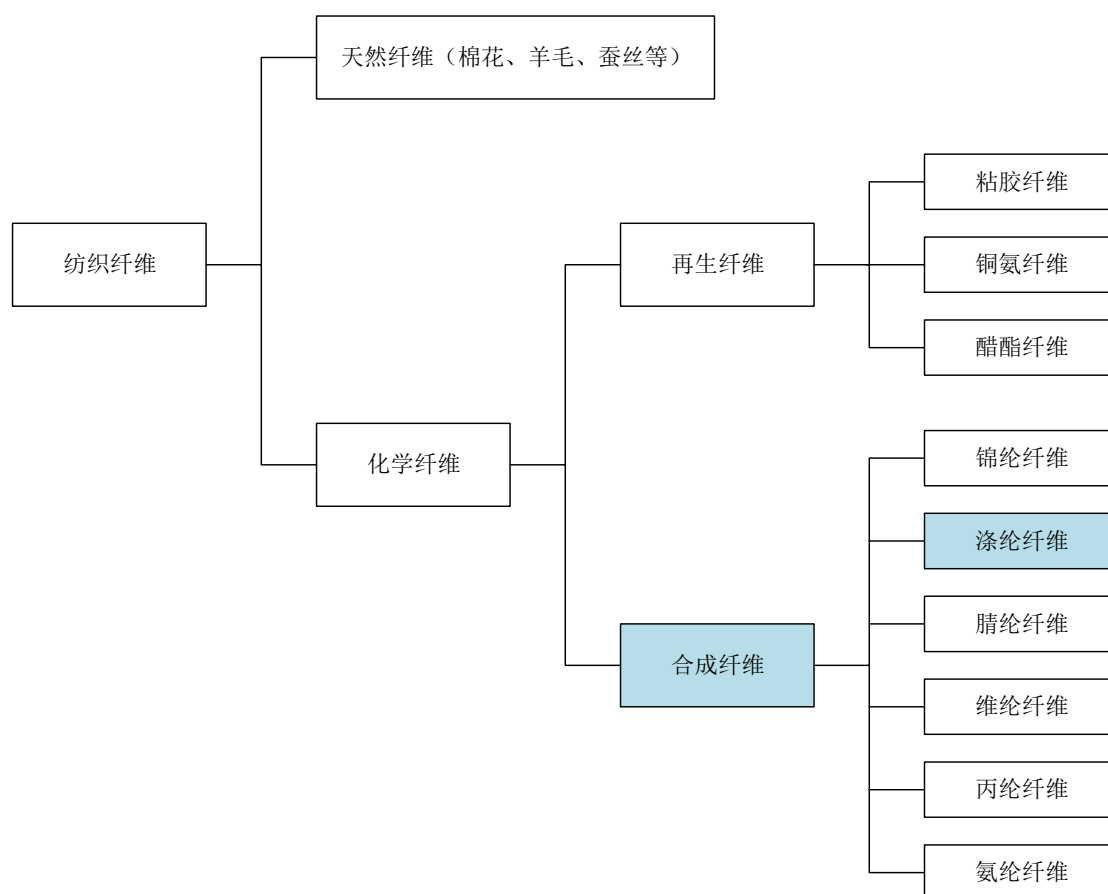 天然纤维（棉花、羊毛、蚕丝等）
纺织纤维
化学纤维
再生纤维
粘胶纤维
铜氨纤维
醋酯纤维
合成纤维
锦纶纤维
涤纶纤维
腈纶纤维
维纶纤维
丙纶纤维
氨纶纤维